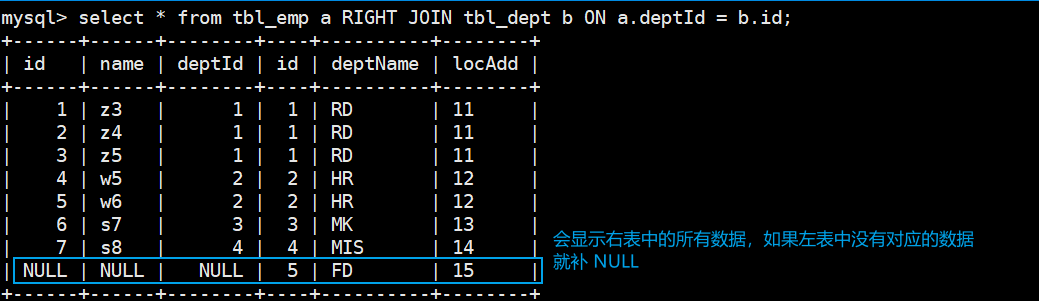 mysql> select * from tbl_emp a RIGHT JOIN tbl_dept b ON a.deptId = b.id;
+------+------+--------+----+----------+--------+
| id   | name | deptId | id | deptName | locAdd |
+------+------+--------+----+----------+--------+
|    1 | z3   |      1 |  1 | RD       | 11     |
|    2 | z4   |      1 |  1 | RD       | 11     |
|    3 | z5   |      1 |  1 | RD       | 11     |
|    4 | w5   |      2 |  2 | HR       | 12     |
|    5 | w6   |      2 |  2 | HR       | 12     |
|    6 | s7   |      3 |  3 | MK       | 13     |
|    7 | s8   |      4 |  4 | MIS      | 14     |
| NULL | NULL |   NULL |  5 | FD       | 15     |
+------+------+--------+----+----------+--------+
会显示右表中的所有数据，如果左表中没有对应的数据
就补 NULL